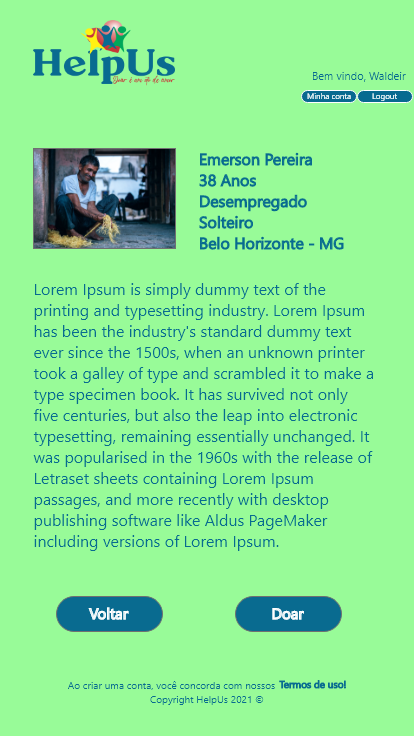 HelpUs
Doar é um ato de amor
Bem vindo, Waldeir
Minha conta
Logout
Emerson Pereira
38 Anos
Desempregado
Solteiro
Belo Horizonte - MG
Lorem Ipsum is simply dummy text of the
printing and typesetting industry. Lorem Ipsum
has been the industry's standard dummy text
ever since the 1500s, when an unknown printer
took a galley of type and scrambled it to make a
type specimen book. It has survived not only
five centuries, but also the leap into electronic
typesetting, remaining essentially unchanged. It
was popularised in the 1960s with the release of
Letraset sheets containing Lorem Ipsum
passages, and more recently with desktop
publishing software like Aldus PageMaker
including versions of Lorem Ipsum.
Voltar
Doar
Ao criar uma conta, você concorda com nossos Termos de uso!
Copyright HelpUs 2021 ©